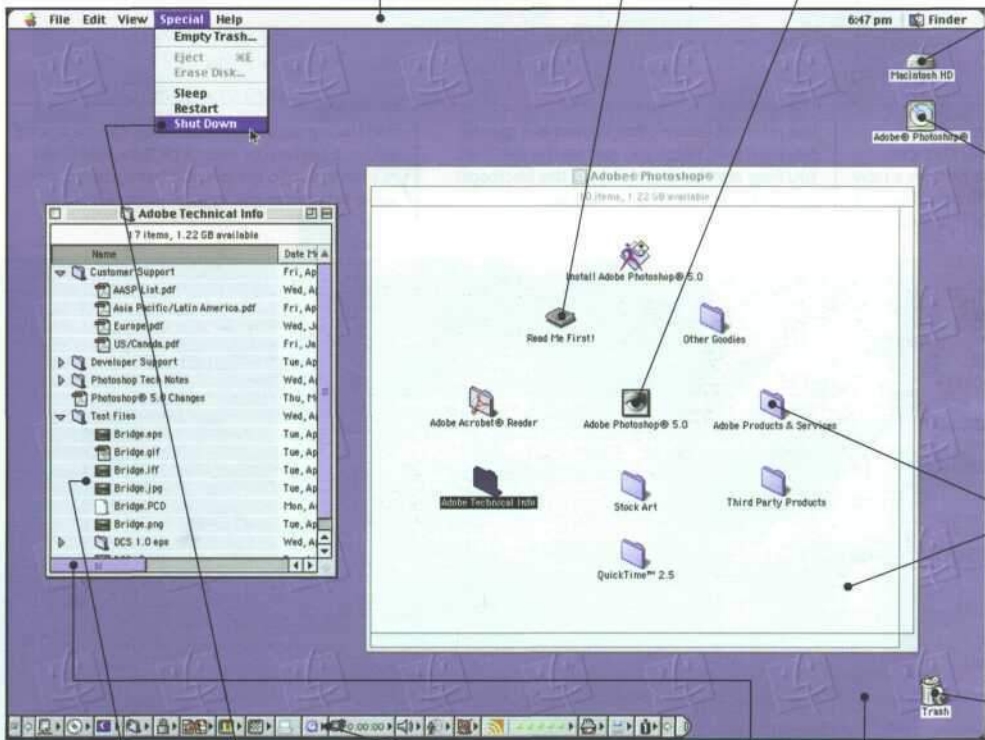 File Edit View Special Help
6:47 pm Finder
Empty Trash...
Eject ⌘E
Erase Disk...
Sleep
Restart
Shut Down
Macintosh HD
Adobe® Photoshop®
Adobe Technical Info
17 items, 1.22 GB available
Name Date M
Customer Support Fri, Ap
AASP List.pdf Wed, A
Asia Pacific/Latin America.pdf Fri, Ap
Europe.pdf Wed, J
US/Canada.pdf Fri, Ja
Developer Support Tue, Ap
Photoshop Tech Notes Wed, A
Photoshop® 5.0 Changes Thu, M
Test Files Wed, A
Bridge.eps Tue, Ap
Bridge.gif Tue, Ap
Bridge.iff Tue, Ap
Bridge.jpg Tue, Ap
Bridge.PCD Mon, A
Bridge.png Tue, Ap
DCS 1.0 eps Wed, A
Adobe® Photoshop®
10 items, 1.22 GB available
Install Adobe Photoshop® 5.0
Read Me First!
Other Goodies
Adobe Acrobat® Reader
Adobe Photoshop® 5.0
Adobe Products & Services
Adobe Technical Info
Stock Art
Third Party Products
QuickTime™ 2.5
Trash
0:00:00